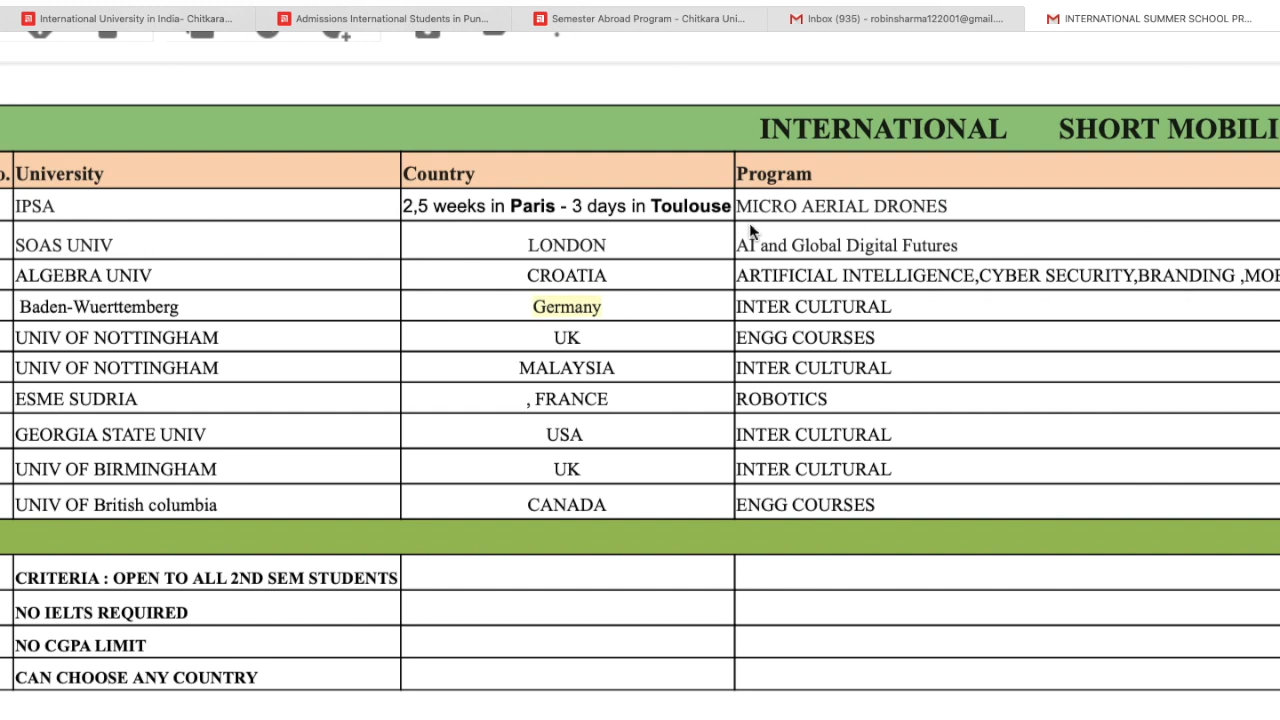 International University in India- Chitkara... Admissions International Students in Pun... Semester Abroad Program - Chitkara Uni... Inbox (935) - robinsharma122001@gmail.... INTERNATIONAL SUMMER SCHOOL PR...
INTERNATIONAL SHORT MOBILI
o. University Country Program
IPSA 2,5 weeks in Paris - 3 days in Toulouse MICRO AERIAL DRONES
SOAS UNIV LONDON AI and Global Digital Futures
ALGEBRA UNIV CROATIA ARTIFICIAL INTELLIGENCE,CYBER SECURITY,BRANDING ,MOB
Baden-Wuerttemberg Germany INTER CULTURAL
UNIV OF NOTTINGHAM UK ENGG COURSES
UNIV OF NOTTINGHAM MALAYSIA INTER CULTURAL
ESME SUDRIA , FRANCE ROBOTICS
GEORGIA STATE UNIV USA INTER CULTURAL
UNIV OF BIRMINGHAM UK INTER CULTURAL
UNIV OF British columbia CANADA ENGG COURSES
CRITERIA : OPEN TO ALL 2ND SEM STUDENTS
NO IELTS REQUIRED
NO CGPA LIMIT
CAN CHOOSE ANY COUNTRY